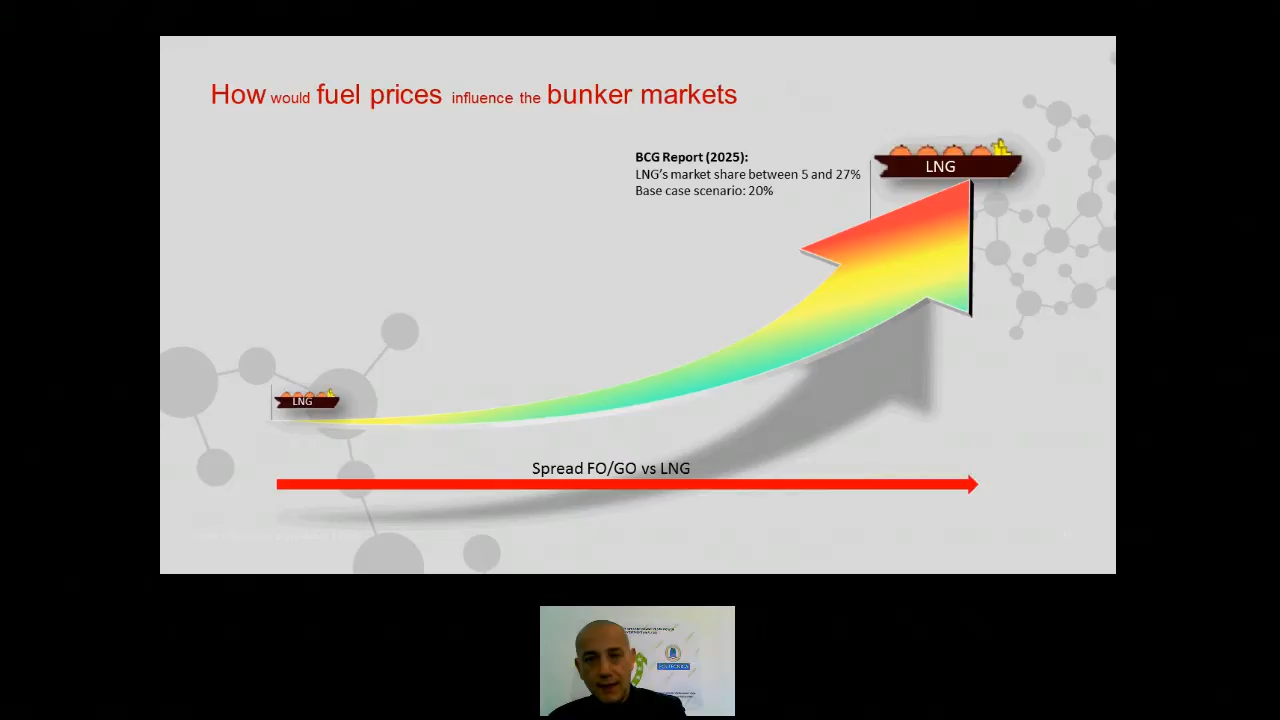 How would fuel prices influence the bunker markets
BCG Report (2025):
LNG's market share between 5 and 27%
Base case scenario: 20%
LNG
LNG
Spread FO/GO vs LNG
POLITECNICA